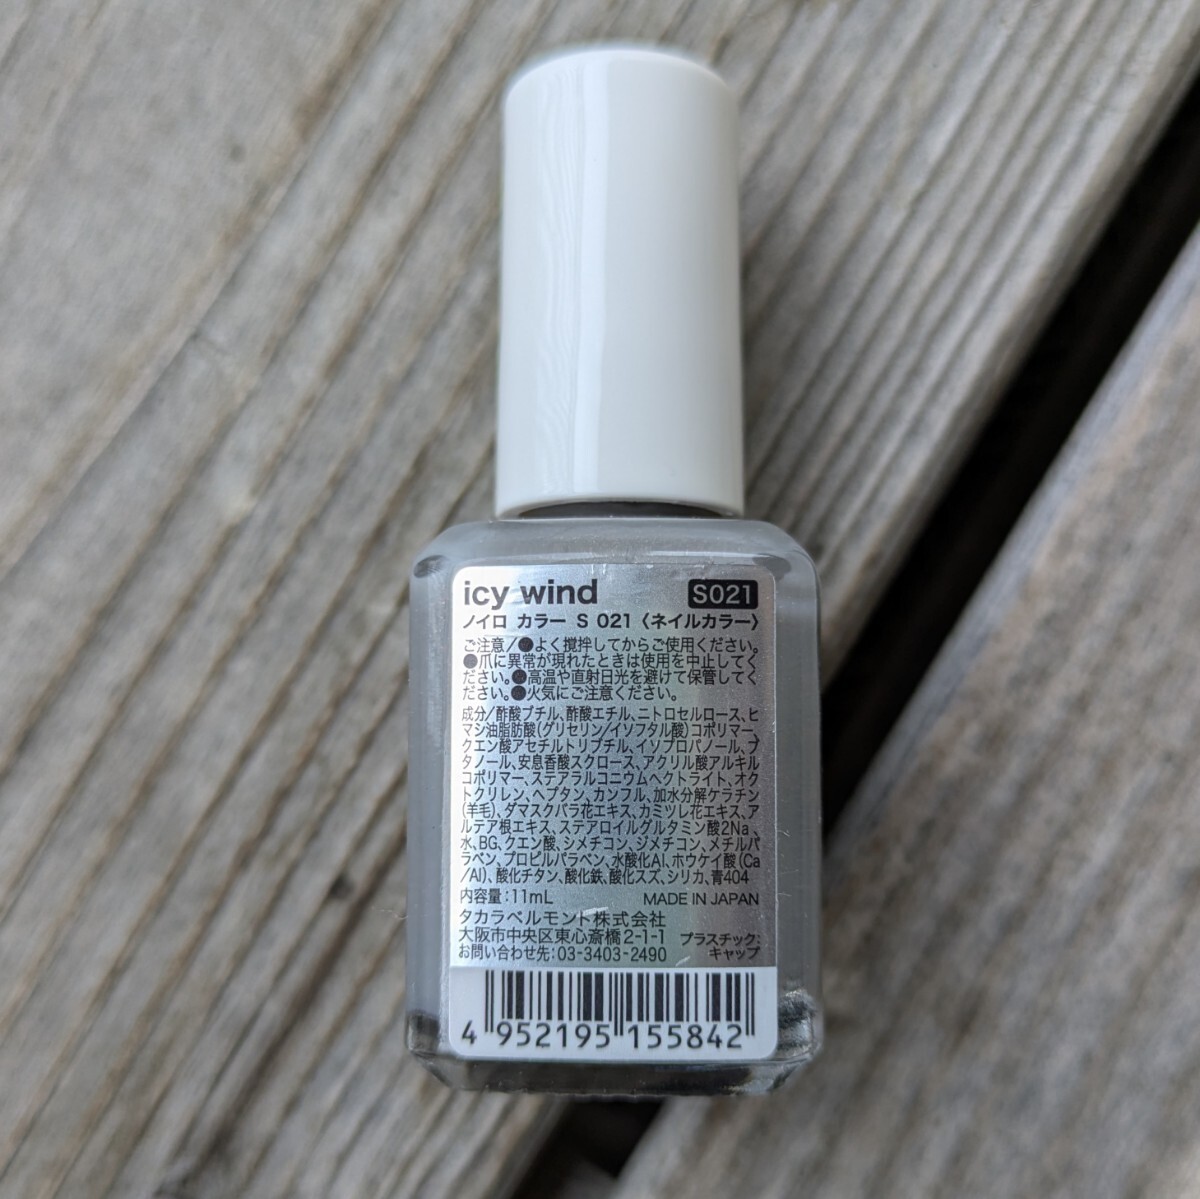 icy wind S021
ノイロ カラー S 021 〈ネイルカラー〉
ご注意/●よく撹拌してからご使用ください。
●爪に異常が現れたときは使用を中止してく
ださい。●高温や直射日光を避けて保管してく
ださい。●火気にご注意ください。
成分/酢酸ブチル、酢酸エチル、ニトロセルロース、ヒ
マシ油脂肪酸(グリセリン/イソフタル酸)コポリマー、
クエン酸アセチルトリブチル、イソプロパノール、ブ
タノール、安息香酸スクロース、アクリル酸アルキル
コポリマー、ステアラルコニウムヘクトライト、オク
トクリレン、ヘプタン、カンフル、加水分解ケラチン
(羊毛)、ダマスクバラ花エキス、カミツレ花エキス、ア
ルテア根エキス、ステアロイルグルタミン酸2Na、
水、BG、クエン酸、シメチコン、ジメチコン、メチルパ
ラベン、プロピルパラベン、水酸化Al、ホウケイ酸(Ca
/Al)、酸化チタン、酸化鉄、酸化スズ、シリカ、青404
内容量:11mL MADE IN JAPAN
タカラベルモント株式会社
大阪市中央区東心斎橋2-1-1 プラスチック:
お問い合わせ先:03-3403-2490 キャップ
4 952195 155842